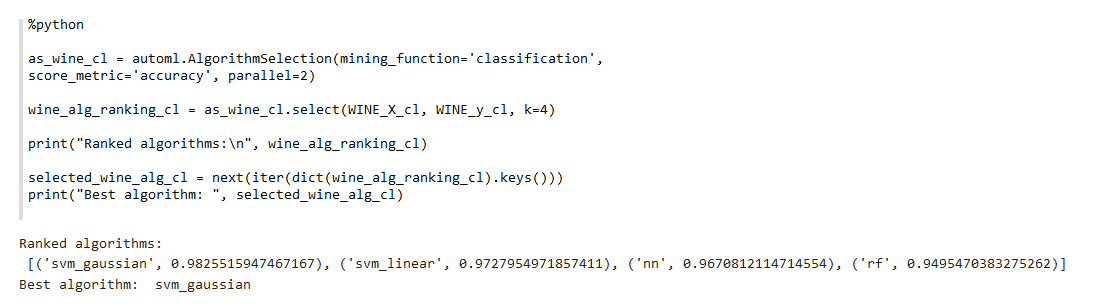 %python
as_wine_cl = automl.AlgorithmSelection(mining_function='classification',
score_metric='accuracy', parallel=2)
wine_alg_ranking_cl = as_wine_cl.select(WINE_X_cl, WINE_y_cl, k=4)
print("Ranked algorithms:\n", wine_alg_ranking_cl)
selected_wine_alg_cl = next(iter(dict(wine_alg_ranking_cl).keys()))
print("Best algorithm: ", selected_wine_alg_cl)
Ranked algorithms:
[('svm_gaussian', 0.9825515947467167), ('svm_linear', 0.9727954971857411), ('nn', 0.9670812114714554), ('rf', 0.9495470383275262)]
Best algorithm:  svm_gaussian